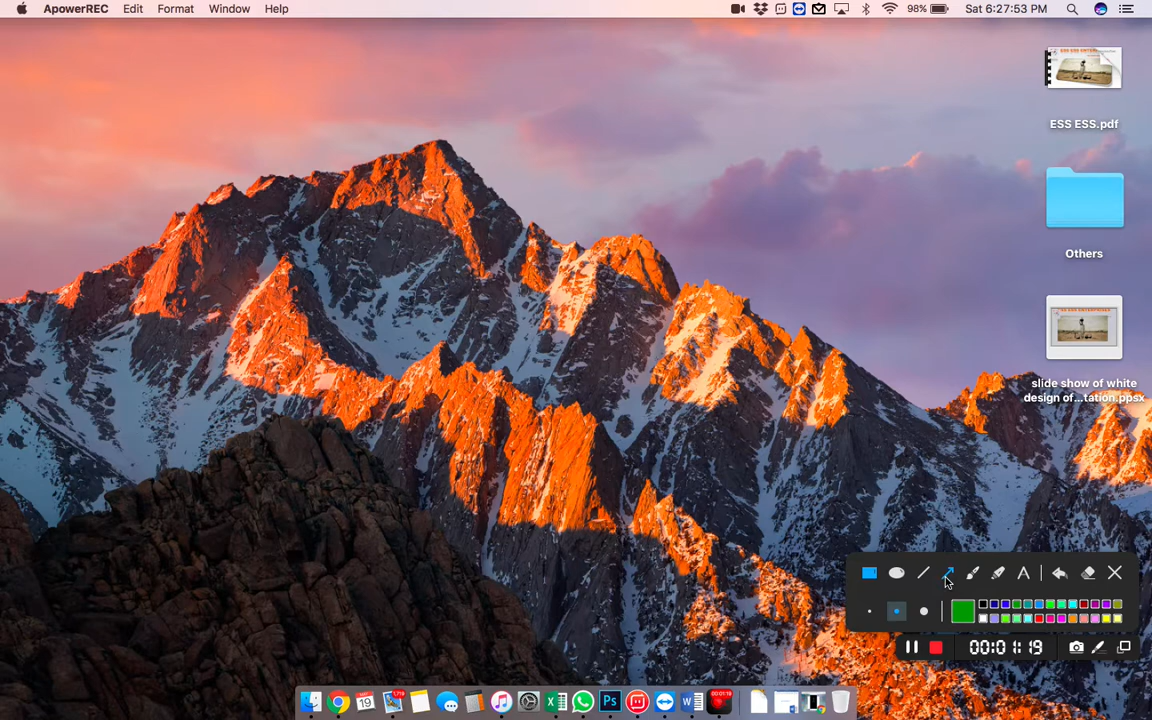 ApowerREC Edit Format Window Help 98% Sat 6:27:53 PM
ESS ESS.pdf
Others
slide show of white
design of...tation.ppsx
00:01:19